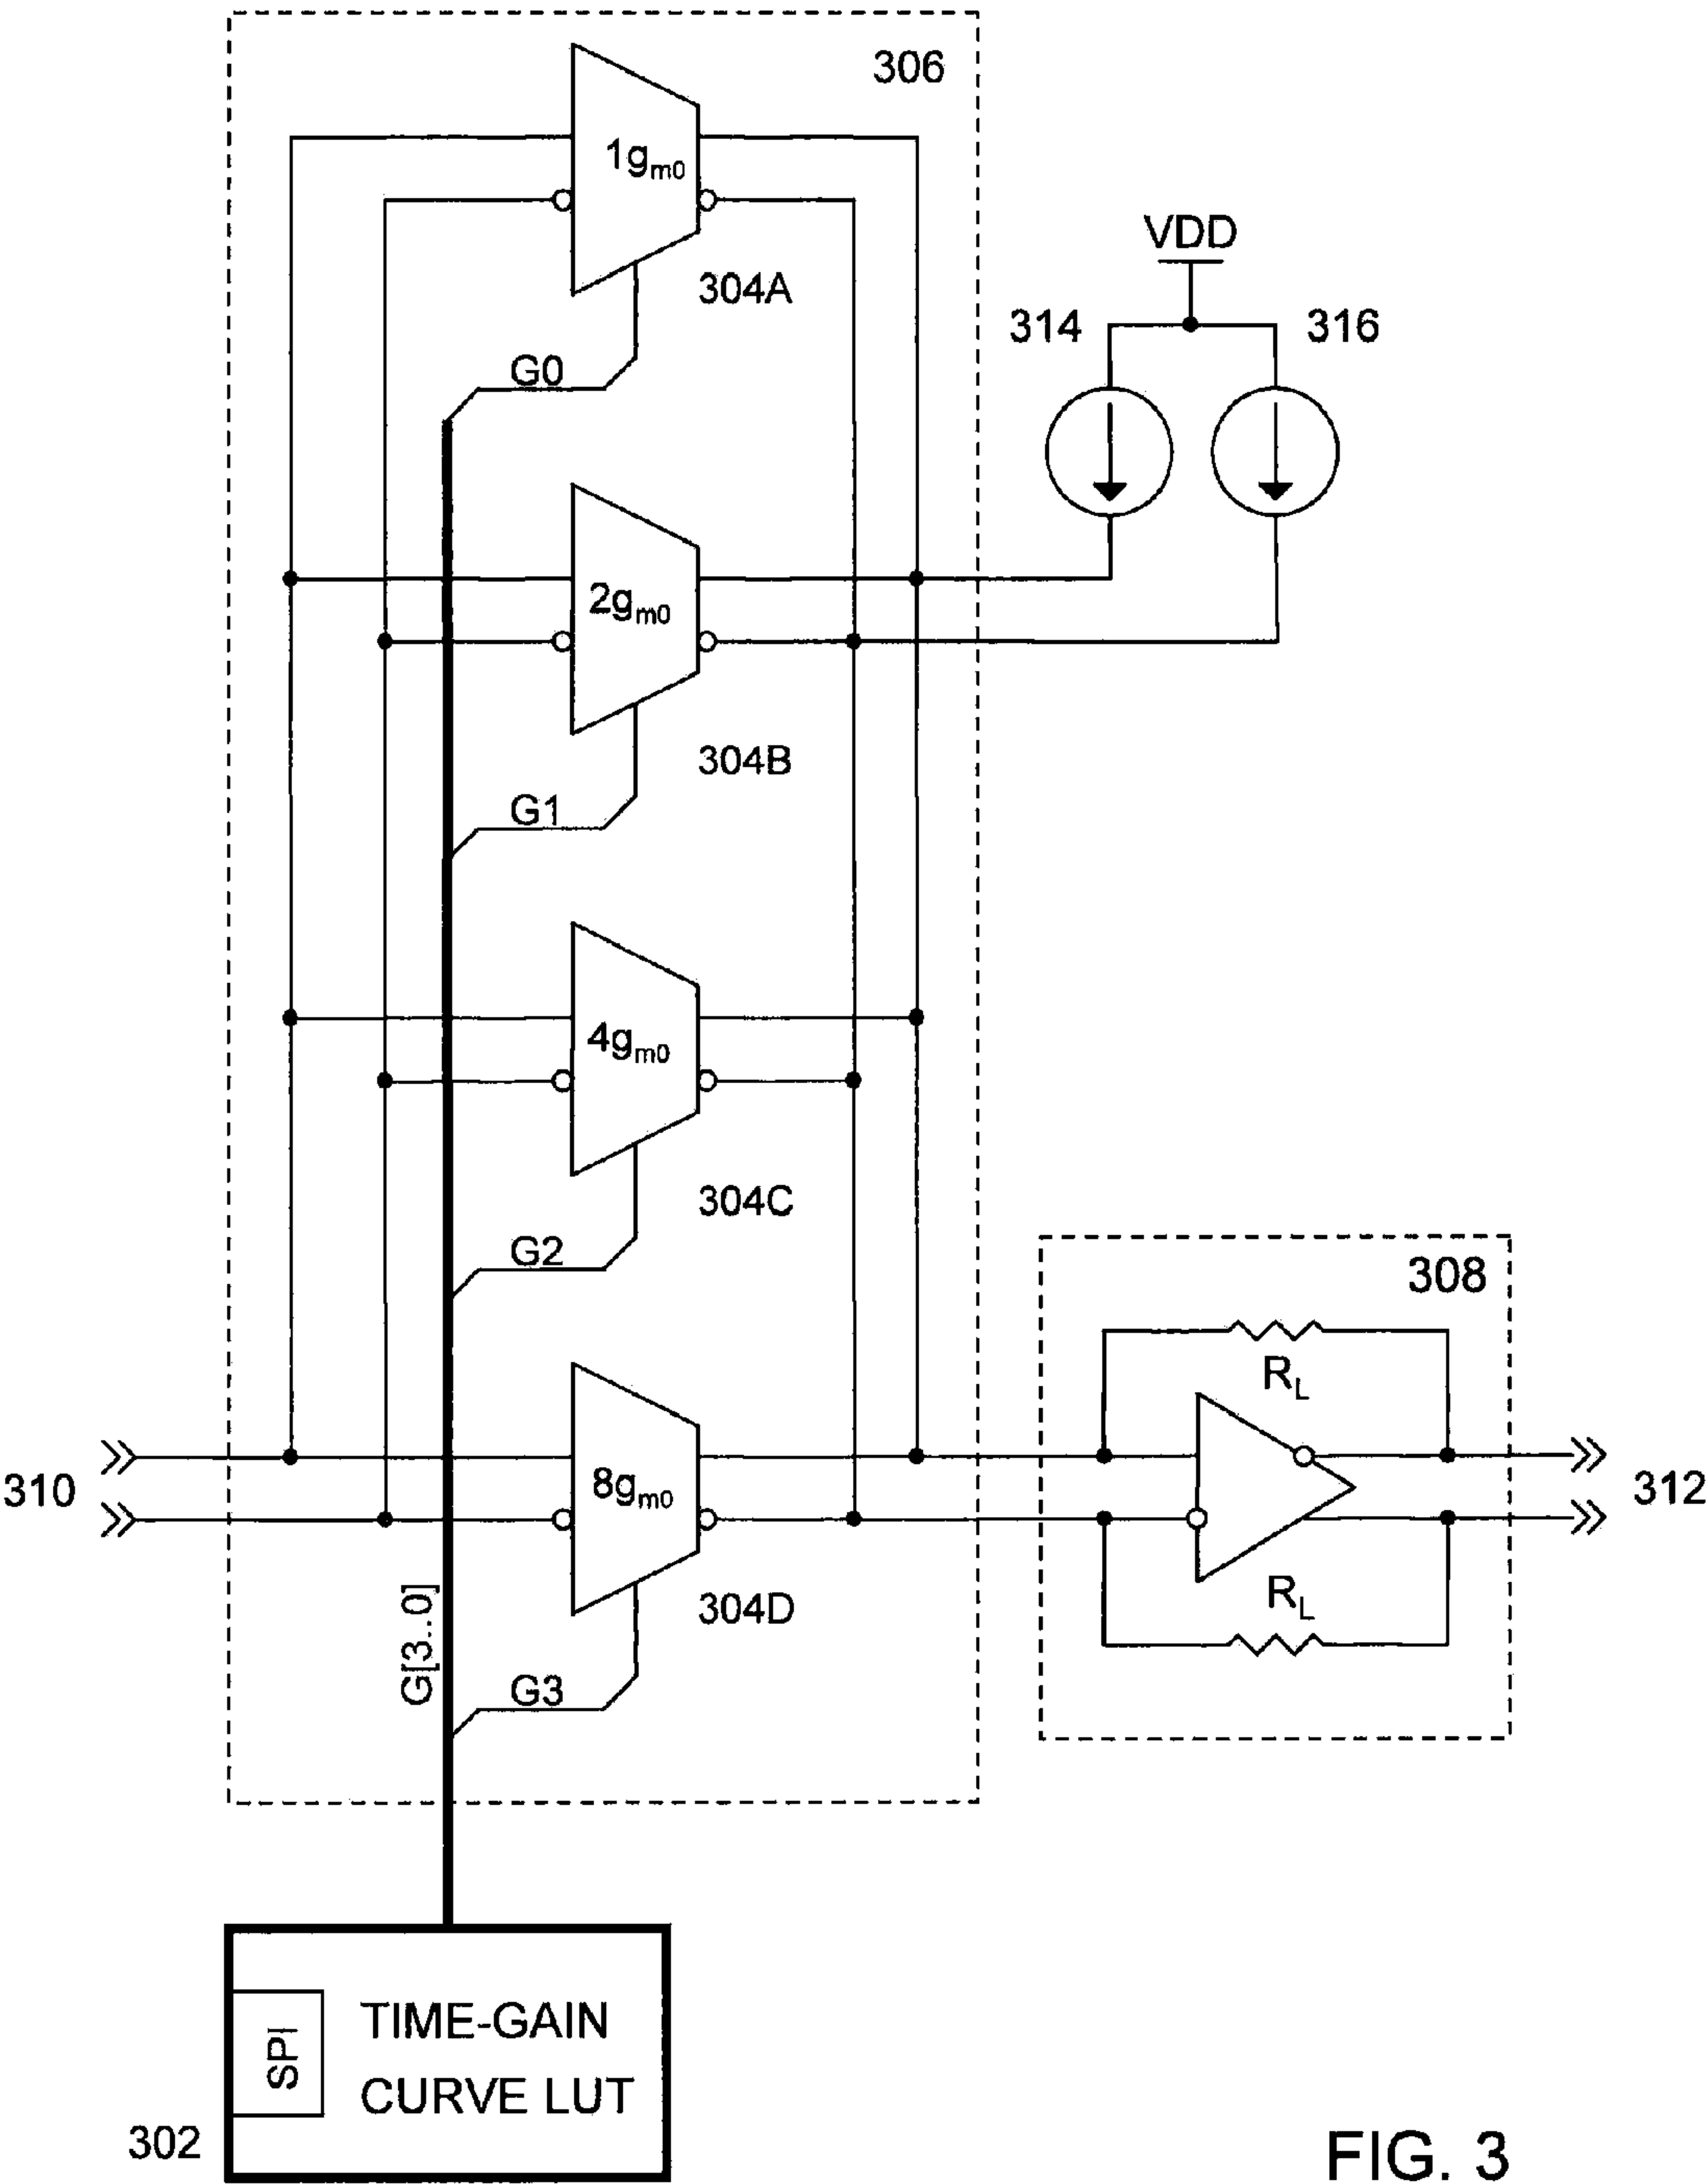 306
1gm0
304A
VDD
314
316
G0
2gm0
304B
G1
4gm0
304C
G2
308
RL
310
8gm0
312
RL
304D
G[3..0]
G3
SPI
TIME-GAIN
CURVE LUT
302
FIG. 3